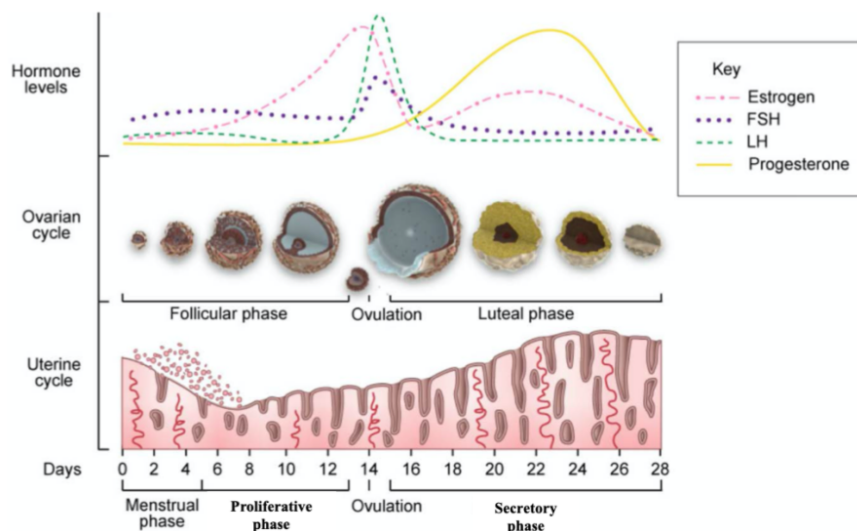 Hormone
levels
Key
Estrogen
FSH
LH
Progesterone
Ovarian
cycle
Follicular phase
Ovulation
Luteal phase
Uterine
cycle
Days
0 2 4 6 8 10 12 14 16 18 20 22 24 26 28
Menstrual
phase
Proliferative
phase
Ovulation
Secretory
phase